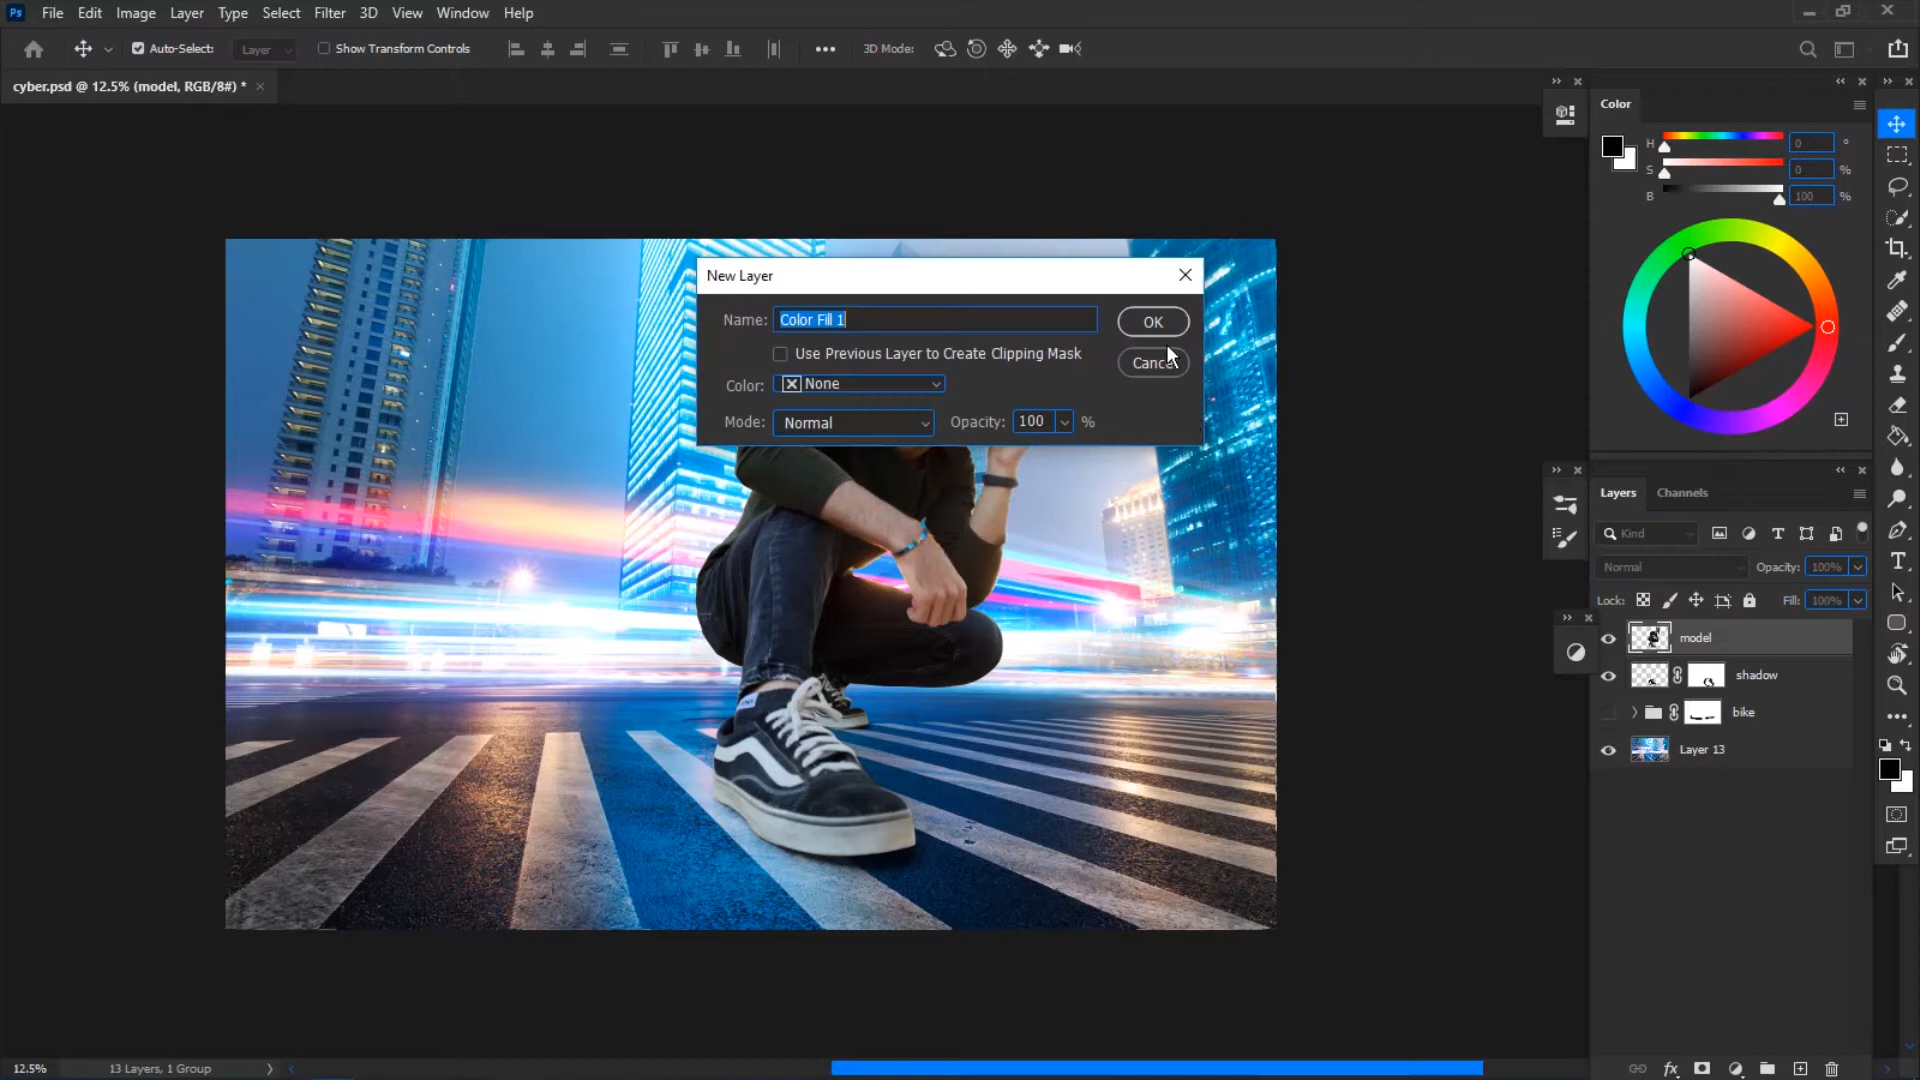 Ps File Edit Image Layer Type Select Filter 3D View Window Help
Auto-Select: Layer Show Transform Controls 3D Mode:
cyber.psd @ 12.5% (model, RGB/8#) *
Color
H 0 °
S 0 %
B 100 %
New Layer
Name: Color Fill 1
OK
Use Previous Layer to Create Clipping Mask
Cancel
Color: None
Mode: Normal Opacity: 100 %
Layers Channels
Kind
Normal Opacity: 100%
Lock: Fill: 100%
model
shadow
bike
Layer 13
12.5% 13 Layers, 1 Group